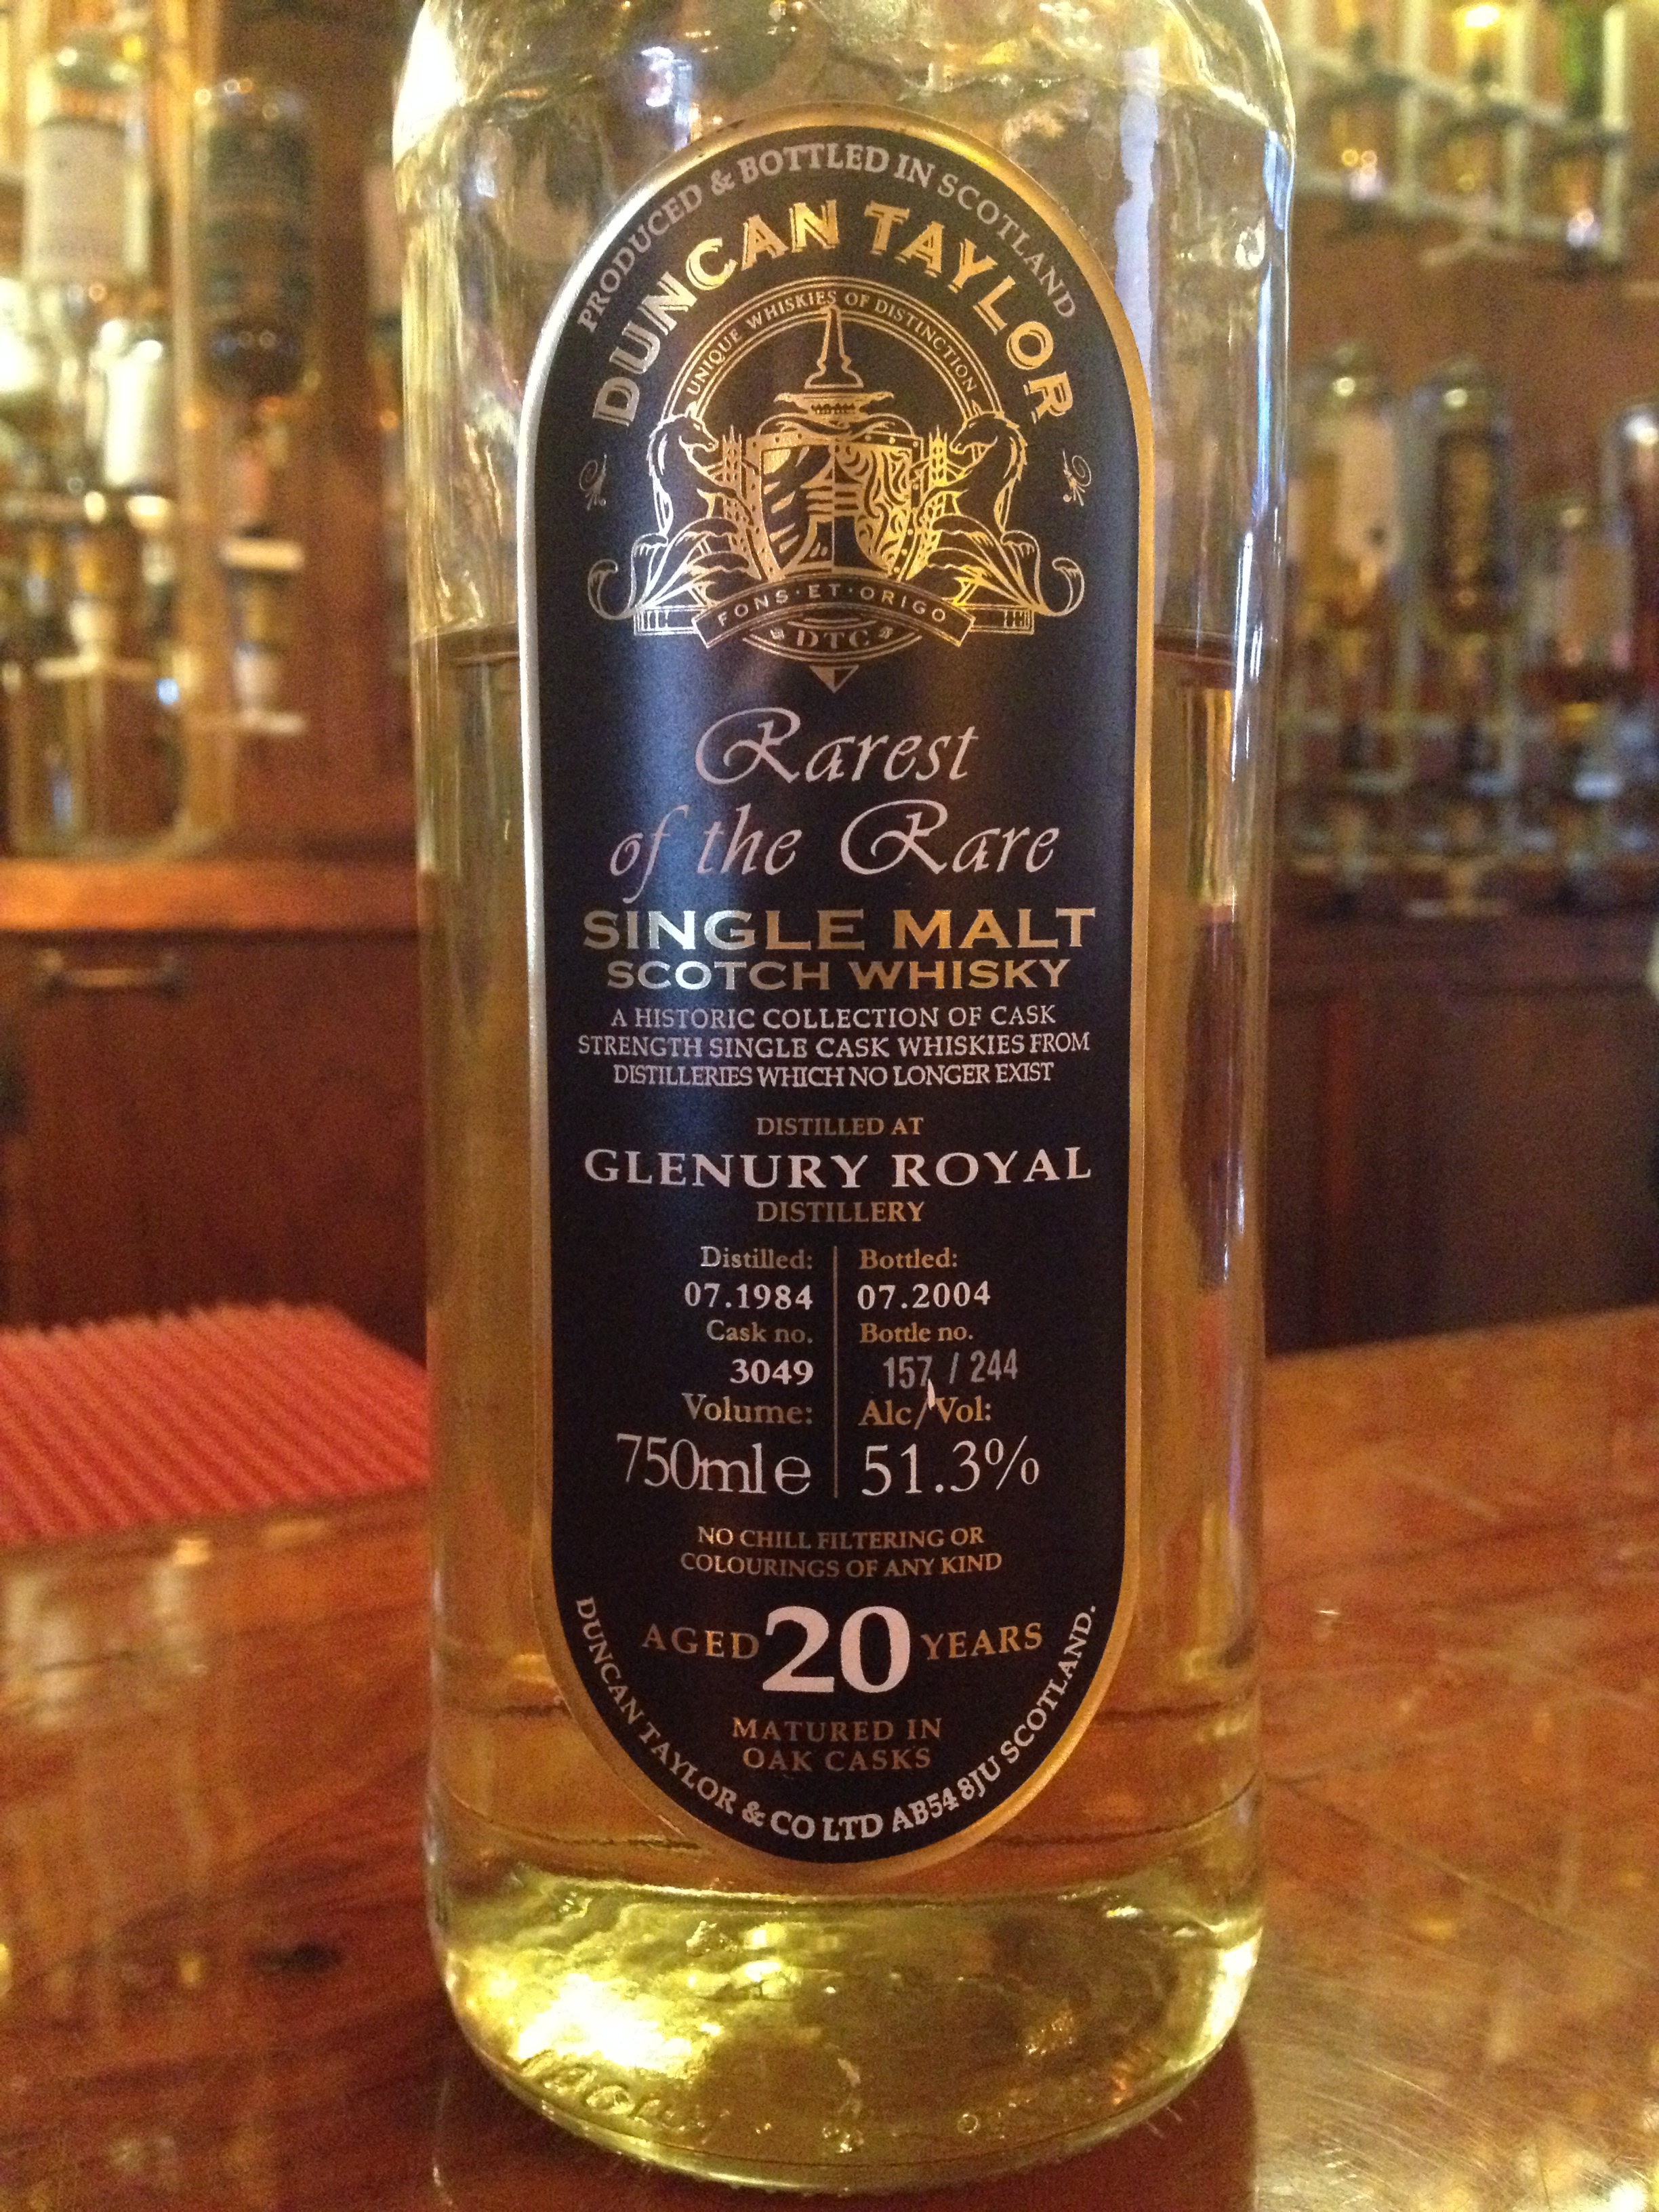 PRODUCED & BOTTLED IN SCOTLAND
DUNCAN TAYLOR
UNIQUE WHISKIES OF DISTINCTION
FONS·ET·ORIGO
DTC
Rarest
of the Rare
SINGLE MALT
SCOTCH WHISKY
A HISTORIC COLLECTION OF CASK
STRENGTH SINGLE CASK WHISKIES FROM
DISTILLERIES WHICH NO LONGER EXIST
DISTILLED AT
GLENURY ROYAL
DISTILLERY
Distilled: Bottled:
07.1984 07.2004
Cask no. Bottle no.
3049 157 / 244
Volume: Alc/Vol:
750ml e 51.3%
NO CHILL FILTERING OR
COLOURINGS OF ANY KIND
AGED 20 YEARS
MATURED IN
OAK CASKS
DUNCAN TAYLOR & CO LTD AB54 8JU SCOTLAND.